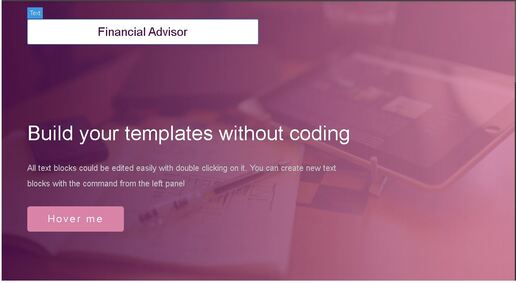 Text
Financial Advisor
Build your templates without coding
All text blocks could be edited easily with double clicking on it. You can create new text
blocks with the command from the left panel
Hover me